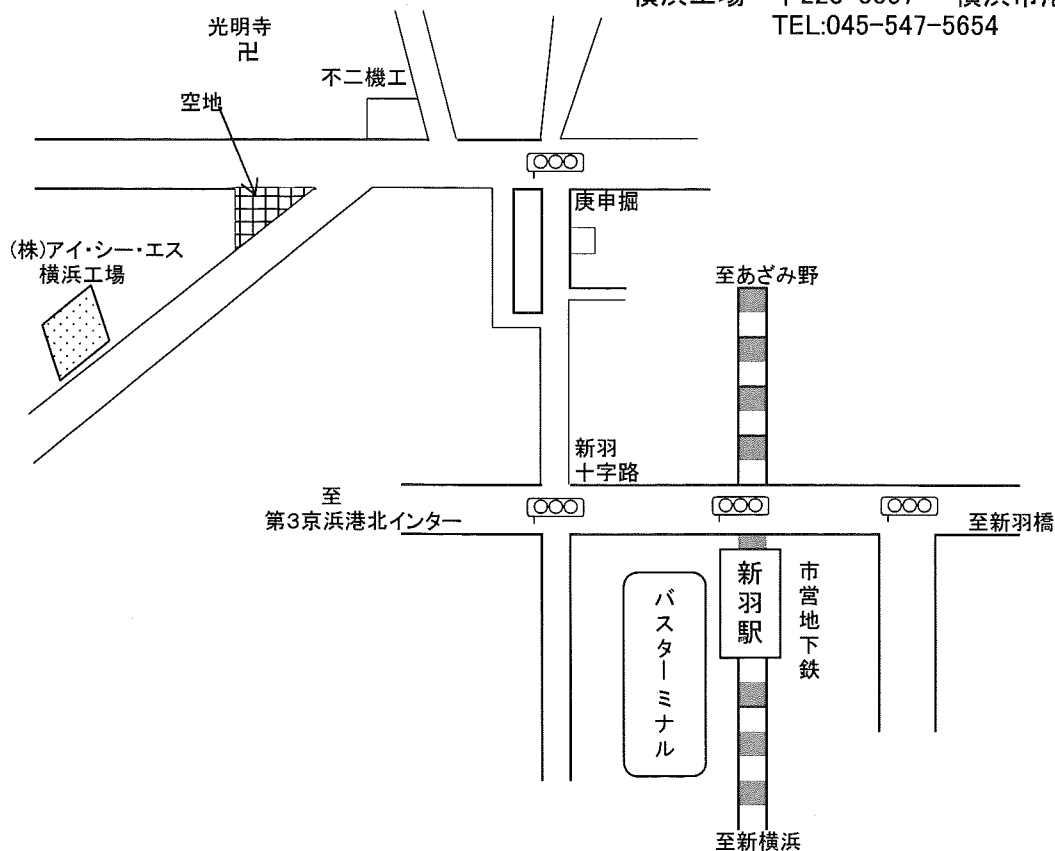 TEL:045-547-5654
光明寺
卍
不二機工
空地
庚申掘
(株)アイ・シー・エス
横浜工場
至あざみ野
新羽
十字路
至
第3京浜港北インター
至新羽橋
新羽駅
市営地下鉄
バスターミナル
至新横浜